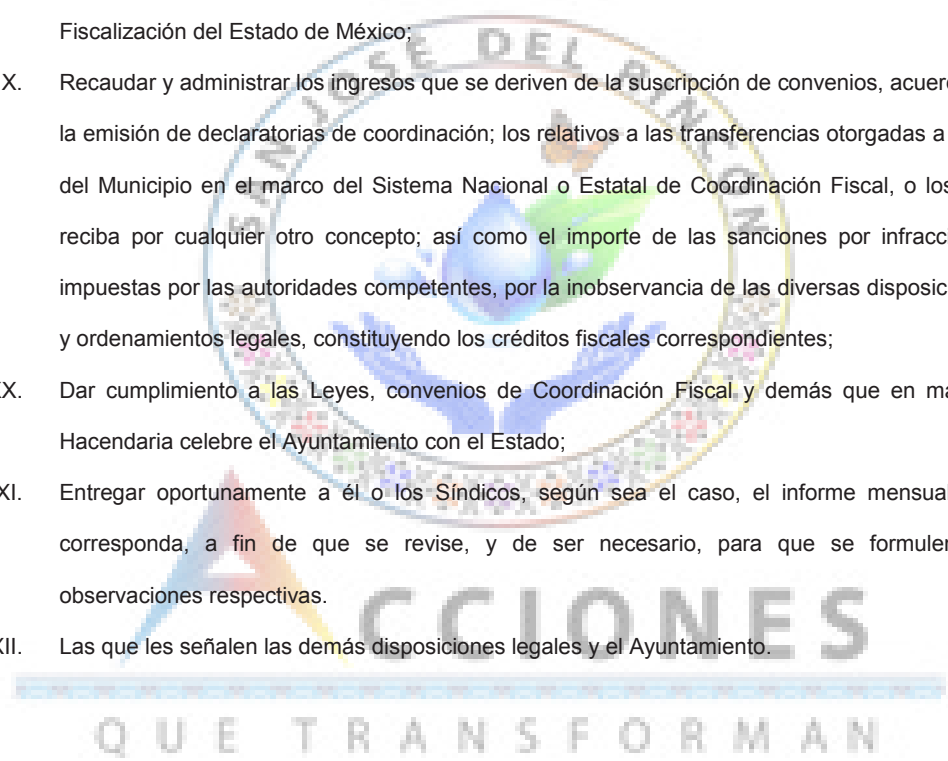 Fiscalización del Estado de México;
X. Recaudar y administrar los ingresos que se deriven de la suscripción de convenios,
la emisión de declaratorias de coordinación; los relativos a las transferencias otorgadas a
del Municipio en el marco del Sistema Nacional o Estatal de Coordinación Fiscal, o los
reciba por cualquier otro concepto; así como el importe de las sanciones por
impuestas por las autoridades competentes, por la inobservancia de las diversas
y ordenamientos legales, constituyendo los créditos fiscales correspondientes;
XX. Dar cumplimiento a las Leyes, convenios de Coordinación Fiscal y demás que en
Hacendaria celebre el Ayuntamiento con el Estado;
XI. Entregar oportunamente a él o los Síndicos, según sea el caso, el informe mensual
corresponda, a fin de que se revise, y de ser necesario, para que se formulen
observaciones respectivas.
XII. Las que les señalen las demás disposiciones legales y el Ayuntamiento.
SAN JOSÉ DEL RINCÓN
ACCIONES
QUE TRANSFORMAN